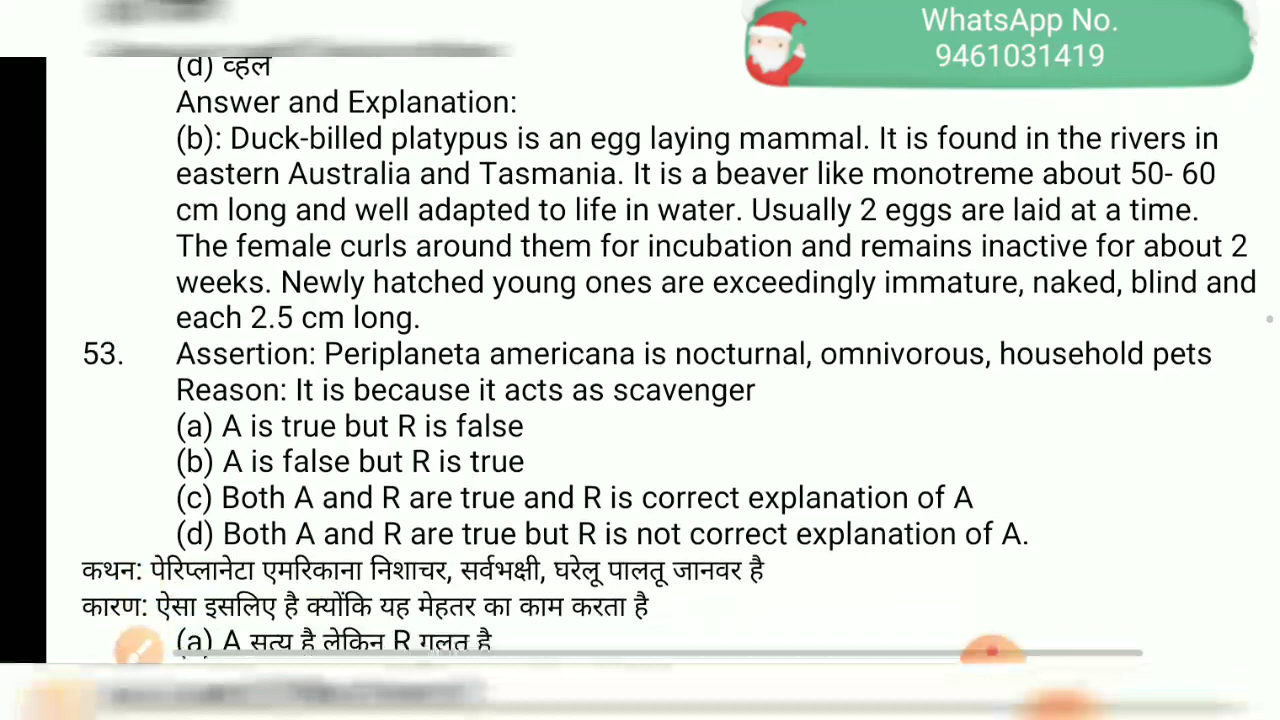 WhatsApp No.
9461031419
(d) व्हेल
Answer and Explanation:
(b): Duck-billed platypus is an egg laying mammal. It is found in the rivers in
eastern Australia and Tasmania. It is a beaver like monotreme about 50- 60
cm long and well adapted to life in water. Usually 2 eggs are laid at a time.
The female curls around them for incubation and remains inactive for about 2
weeks. Newly hatched young ones are exceedingly immature, naked, blind and
each 2.5 cm long.
53. Assertion: Periplaneta americana is nocturnal, omnivorous, household pets
Reason: It is because it acts as scavenger
(a) A is true but R is false
(b) A is false but R is true
(c) Both A and R are true and R is correct explanation of A
(d) Both A and R are true but R is not correct explanation of A.
कथन: पेरिप्लानेटा एमरिकाना निशाचर, सर्वभक्षी, घरेलू पालतू जानवर है
कारण: ऐसा इसलिए है क्योंकि यह मेहतर का काम करता है
(a) A सत्य है लेकिन R गलत है